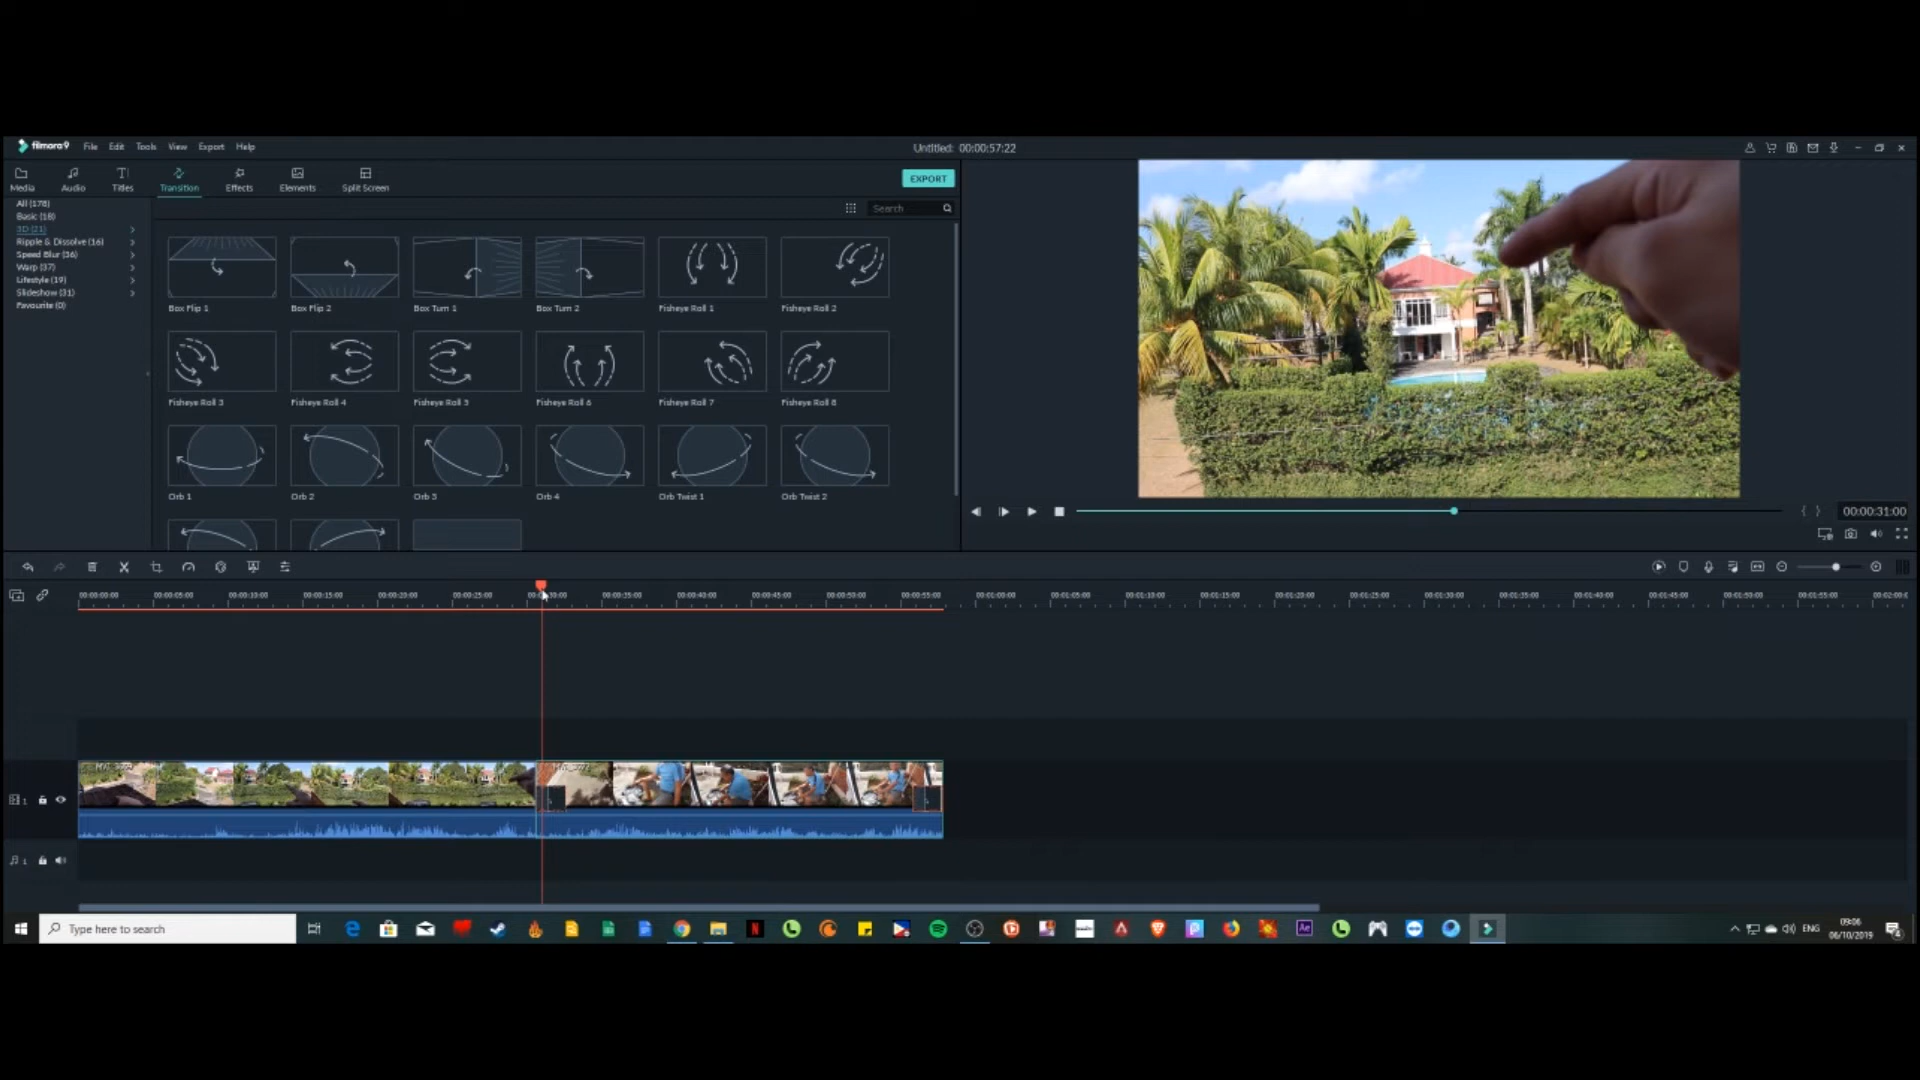 filmora9 File Edit Tools View Export Help
Untitled: 00:00:57:22
Media Audio Titles Transition Effects Elements Split Screen
EXPORT
Search
All (178)
Basic (18)
3D (21)
Ripple & Dissolve (16)
Speed Blur (36)
Warp (37)
Lifestyle (19)
Slideshow (31)
Favourite (0)
Box Flip 1 Box Flip 2 Box Turn 1 Box Turn 2 Fisheye Roll 1 Fisheye Roll 2
Fisheye Roll 3 Fisheye Roll 4 Fisheye Roll 5 Fisheye Roll 6 Fisheye Roll 7 Fisheye Roll 8
Orb 1 Orb 2 Orb 3 Orb 4 Orb Twist 1 Orb Twist 2
00:00:31:00
00:00:00:00 00:00:05:00 00:00:10:00 00:00:15:00 00:00:20:00 00:00:25:00 00:00:35:00 00:00:40:00 00:00:45:00 00:00:50:00 00:00:55:00 00:01:00:00 00:01:05:00 00:01:10:00 00:01:15:00 00:01:20:00 00:01:25:00 00:01:30:00 00:01:35:00 00:01:40:00 00:01:45:00 00:01:50:00 00:01:55:00
1
1
Type here to search
Ae
ENG
09:06
06/10/2019